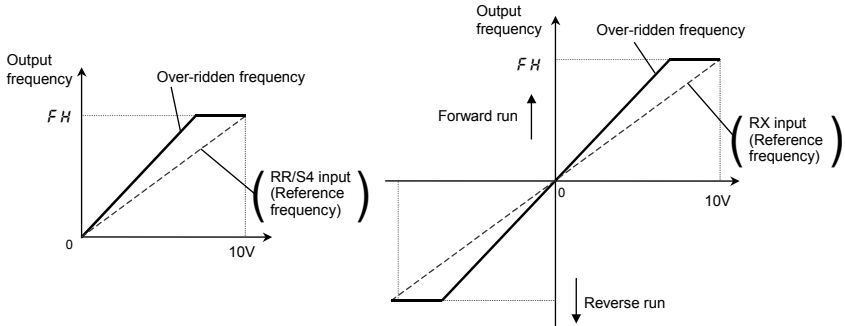 Output
frequency
Over-ridden frequency
FH
RR/S4 input
(Reference
frequency)
0
10V
Output
frequency
Over-ridden frequency
FH
Forward run
RX input
(Reference
frequency)
0
10V
Reverse run